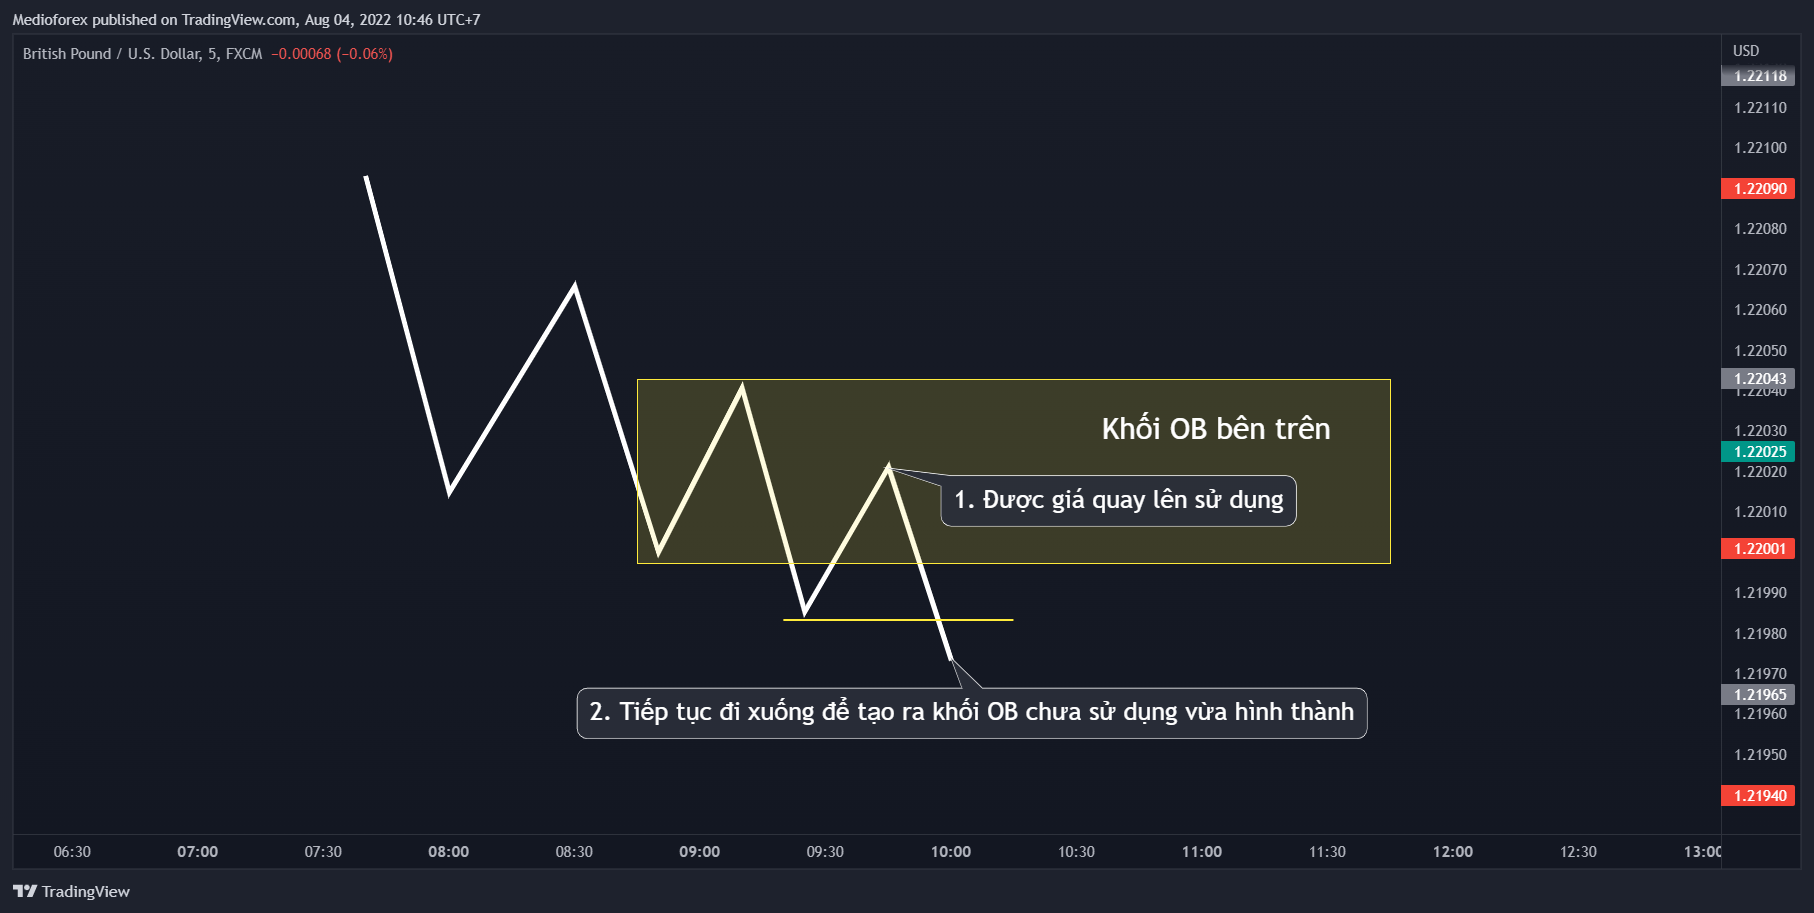 Medioforex published on TradingView.com, Aug 04, 2022 10:46 UTC+7
British Pound / U.S. Dollar, 5, FXCM −0.00068 (−0.06%)
USD
1.22118
1.22110
1.22100
1.22090
1.22080
1.22070
1.22060
1.22050
1.22043
1.22040
Khối OB bên trên
1.22030
1.22025
1.22020
1. Được giá quay lên sử dụng
1.22010
1.22001
1.21990
1.21980
1.21970
1.21965
2. Tiếp tục đi xuống để tạo ra khối OB chưa sử dụng vừa hình thành
1.21960
1.21950
1.21940
06:30 07:00 07:30 08:00 08:30 09:00 09:30 10:00 10:30 11:00 11:30 12:00 12:30 13:00
TradingView